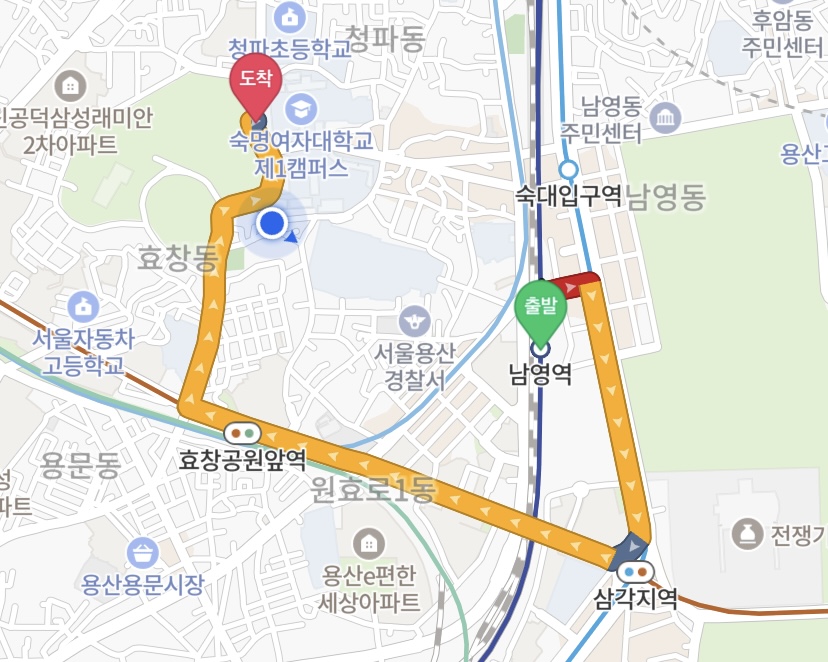 청파동
청파초등학교
후암동
주민센터
도착
공덕삼성래미안
2차아파트
숙명여자대학교
제1캠퍼스
남영동
주민센터
용산고
숙대입구역
남영동
효창동
출발
서울자동차
고등학교
서울용산
경찰서
남영역
효창공원앞역
용문동
원효로1동
용산용문시장
용산e편한
세상아파트
삼각지역
전쟁기